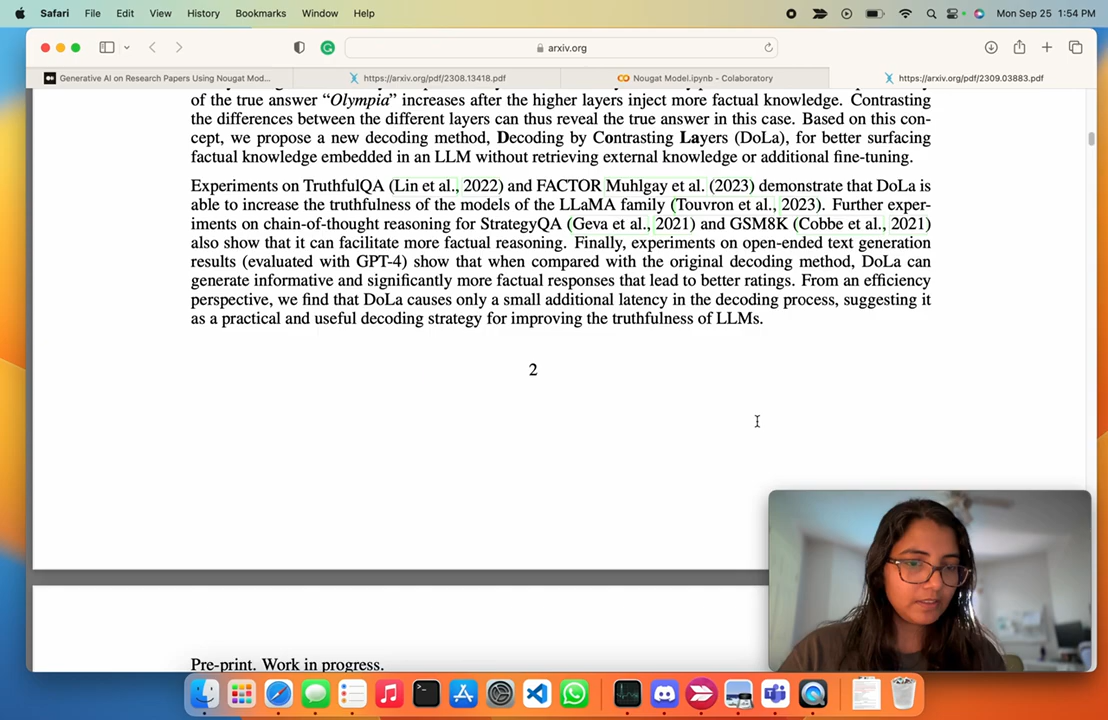 Safari File Edit View History Bookmarks Window Help Mon Sep 25 1:54 PM
arxiv.org
Generative AI on Research Papers Using Nougat Mod... https://arxiv.org/pdf/2308.13418.pdf Nougat Model.ipynb - Colaboratory https://arxiv.org/pdf/2309.03883.pdf
of the true answer “Olympia” increases after the higher layers inject more factual knowledge. Contrasting
the differences between the different layers can thus reveal the true answer in this case. Based on this con-
cept, we propose a new decoding method, Decoding by Contrasting Layers (DoLa), for better surfacing
factual knowledge embedded in an LLM without retrieving external knowledge or additional fine-tuning.
Experiments on TruthfulQA (Lin et al., 2022) and FACTOR Muhlgay et al. (2023) demonstrate that DoLa is
able to increase the truthfulness of the models of the LLaMA family (Touvron et al., 2023). Further exper-
iments on chain-of-thought reasoning for StrategyQA (Geva et al., 2021) and GSM8K (Cobbe et al., 2021)
also show that it can facilitate more factual reasoning. Finally, experiments on open-ended text generation
results (evaluated with GPT-4) show that when compared with the original decoding method, DoLa can
generate informative and significantly more factual responses that lead to better ratings. From an efficiency
perspective, we find that DoLa causes only a small additional latency in the decoding process, suggesting it
as a practical and useful decoding strategy for improving the truthfulness of LLMs.
2
Pre-print. Work in progress.